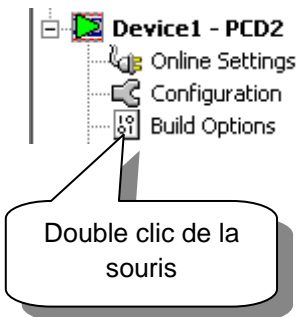 Device1 - PCD2
Online Settings
Configuration
Build Options
Double clic de la
souris